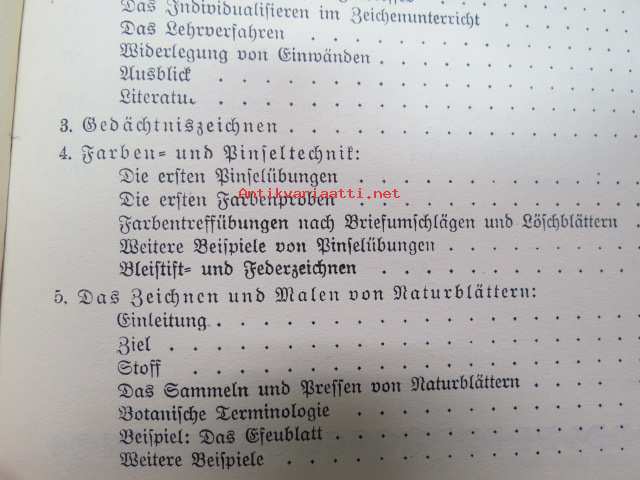 Das Individualisieren im Zeichenunterricht
Das Lehrverfahren
Widerlegung von Einwänden
Ausblick
Literatu
3. Gedächtniszeichnen
4. Farben- und Pinseltechnik:
Die ersten Pinselübungen
Antikvariaatti.net
Die ersten Farbenproben
Farbentreffübungen nach Briefumschlägen und Löschblättern
Weitere Beispiele von Pinselübungen
Bleistift- und Federzeichnen
5. Das Zeichnen und Malen von Naturblättern:
Einleitung
Ziel
Stoff
Das Sammeln und Pressen von Naturblättern
Botanische Terminologie
Beispiel: Das Efeublatt
Weitere Beispiele